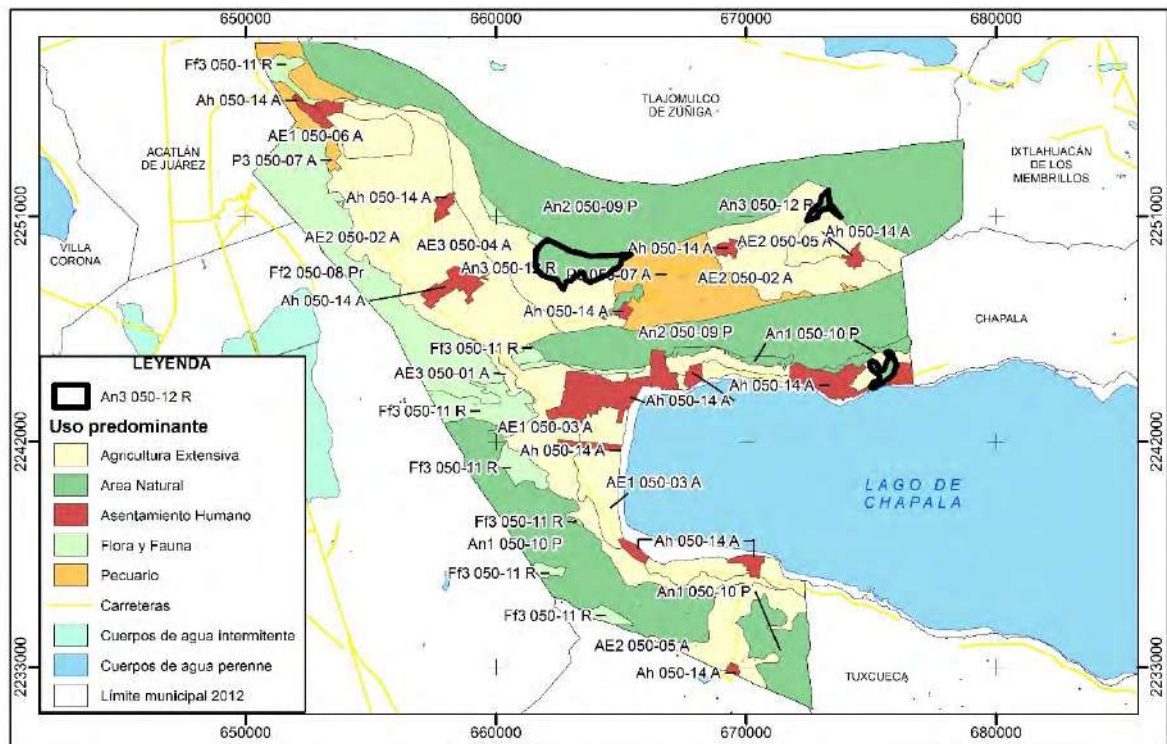 650000
660000
670000
680000
Ff3 050-11 R
TLAJOMULCO
DE ZÚÑIGA
Ah 050-14 A
ACATLÁN
DE JUÁREZ
AE1 050-06 A
IXTLAHUACÁN
DE LOS
MEMBRILLOS
P3 050-07 A
2251000
Ah 050-14 A
An2 050-09 P
An3 050-12 R
2251000
AE2 050-02 A
AE3 050-04 A
Ah 050-14 A
AE2 050-05 A
Ah 050-14 A
VILLA
CORONA
Ff2 050-08 Pr
An3 050-12 R
050-07 A
AE2 050-02 A
Ah 050-14 A
Ah 050-14 A
An2 050-09 P
An1 050-10 P
CHAPALA
Ff3 050-11 R
LEYENDA
An3 050-12 R
Uso predominante
Agricultura Extensiva
Area Natural
Asentamiento Humano
Flora y Fauna
Pecuario
Carreteras
Cuerpos de agua intermitente
Cuerpos de agua perenne
Límite municipal 2012
AE3 050-01 A
Ah 050-14 A
Ff3 050-11 R
Ah 050-14 A
AE1 050-03 A
2242000
Ah 050-14 A
2242000
Ff3 050-11 R
AE1 050-03 A
LAGO DE
CHAPALA
Ff3 050-11 R
An1 050-10 P
Ah 050-14 A
Ff3 050-11 R
An1 050-10 P
Ff3 050-11 R
AE2 050-05 A
2233000
Ah 050-14 A
TUXCUECA
2233000
650000
660000
670000
680000